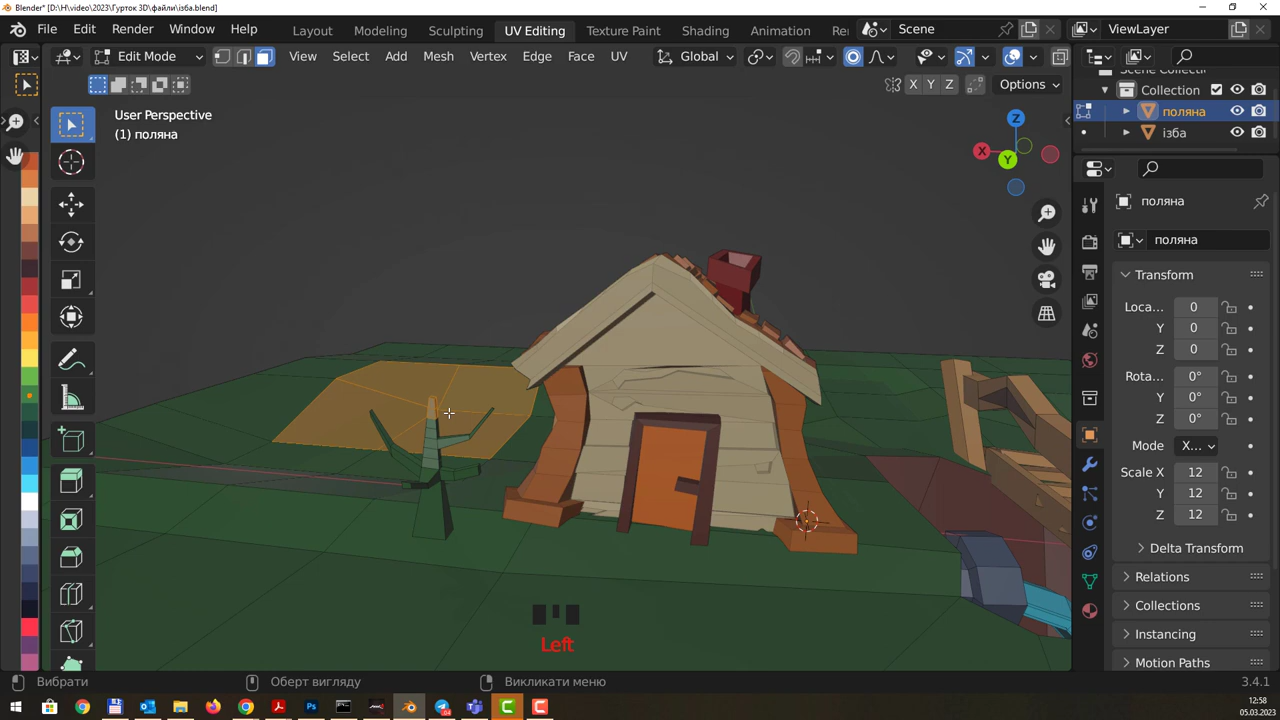 Blender* [D:\H\video\2023\Гурток 3D\файли\ізба.blend]
File Edit Render Window Help Layout Modeling Sculpting UV Editing Texture Paint Shading Animation Re Scene ViewLayer
Edit Mode View Select Add Mesh Vertex Edge Face UV Global
X Y Z Options
Collection
поляна
ізба
User Perspective
(1) поляна
Z
X
Y
поляна
поляна
Transform
Loca... 0
Y 0
Z 0
Rota... 0°
Y 0°
Z 0°
Mode X...
Scale X 12
Y 12
Z 12
Delta Transform
Relations
Collections
Instancing
Motion Paths
Left
Вибрати Обертвигляду Викликати меню 3.4.1
12:58
05.03.2023